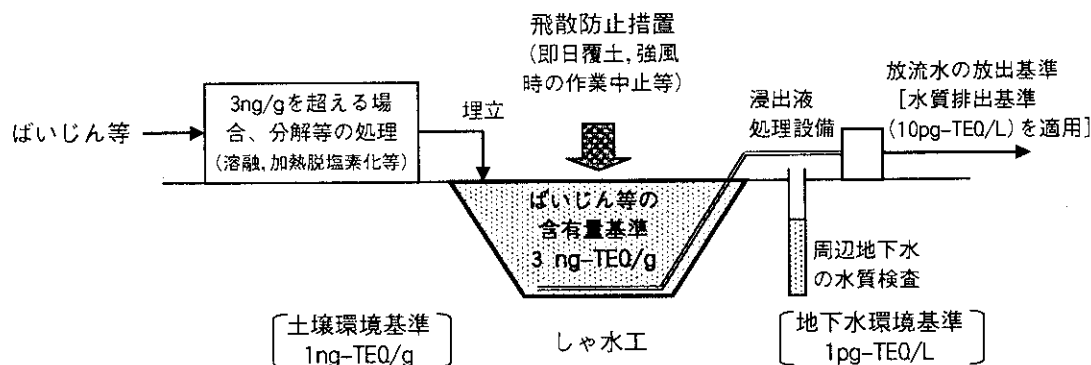 飛散防止措置
(即日覆土,強風
時の作業中止等)
ばいじん等
3ng/gを超える場
合、分解等の処理
(溶融,加熱脱塩素化等)
埋立
浸出液
処理設備
放流水の放出基準
[水質排出基準
(10pg-TEQ/L)を適用]
ばいじん等の
含有量基準
3 ng-TEQ/g
周辺地下水
の水質検査
土壌環境基準
1ng-TEQ/g
しゃ水工
地下水環境基準
1pg-TEQ/L